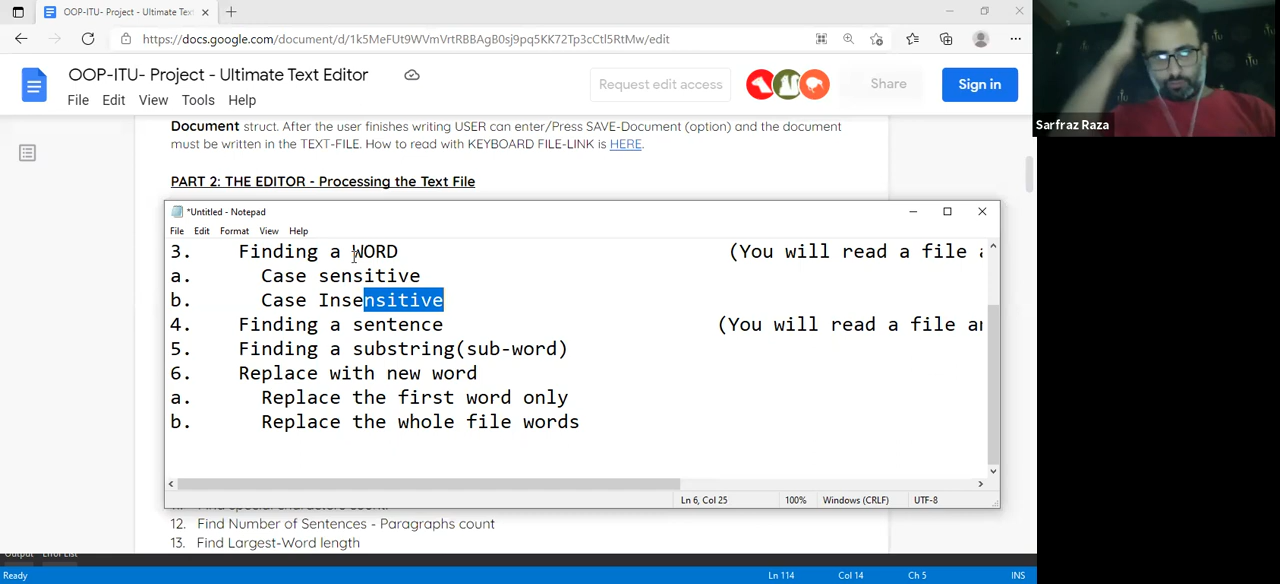 OOP-ITU- Project - Ultimate Tex
https://docs.google.com/document/d/1k5MeFUt9WVmVrtRBBAgB0sj9pq5KK72Tp3cCtl5RtMw/edit
OOP-ITU- Project - Ultimate Text Editor
Request edit access
Share
Sign in
File Edit View Tools Help
Sarfraz Raza
Document struct. After the user finishes writing USER can enter/Press SAVE-Document (option) and the document
must be written in the TEXT-FILE. How to read with KEYBOARD FILE-LINK is HERE.
PART 2: THE EDITOR - Processing the Text File
*Untitled - Notepad
File Edit Format View Help
3. Finding a WORD (You will read a file
a. Case sensitive
b. Case Insensitive
4. Finding a sentence (You will read a file
5. Finding a substring(sub-word)
6. Replace with new word
a. Replace the first word only
b. Replace the whole file words
Ln 6, Col 25 100% Windows (CRLF) UTF-8
12. Find Number of Sentences - Paragraphs count
13. Find Largest-Word length
Output Error List
Ready Ln 114 Col 14 Ch 5 INS